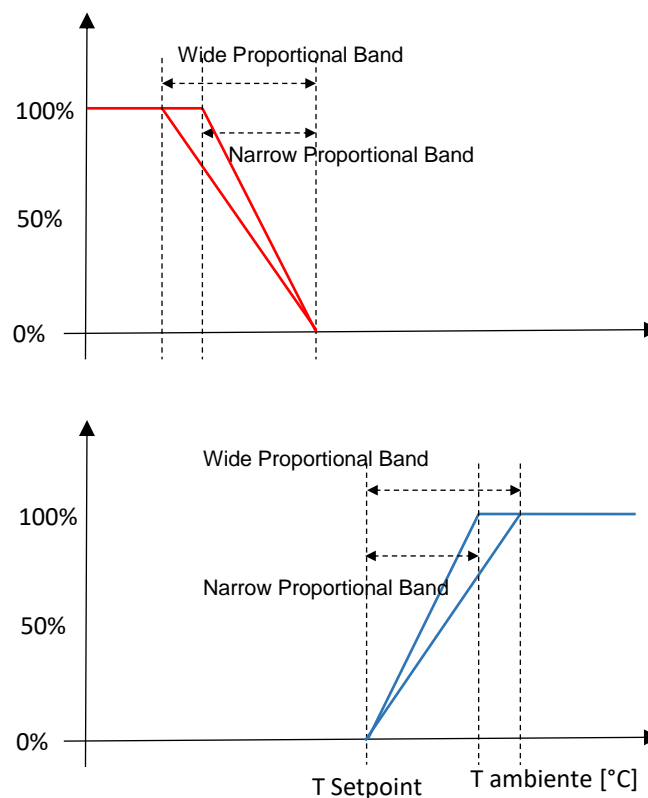 Wide Proportional Band
100%
Narrow Proportional Band
50%
0%
Wide Proportional Band
100%
Narrow Proportional Band
50%
0%
T Setpoint
T ambiente [°C]